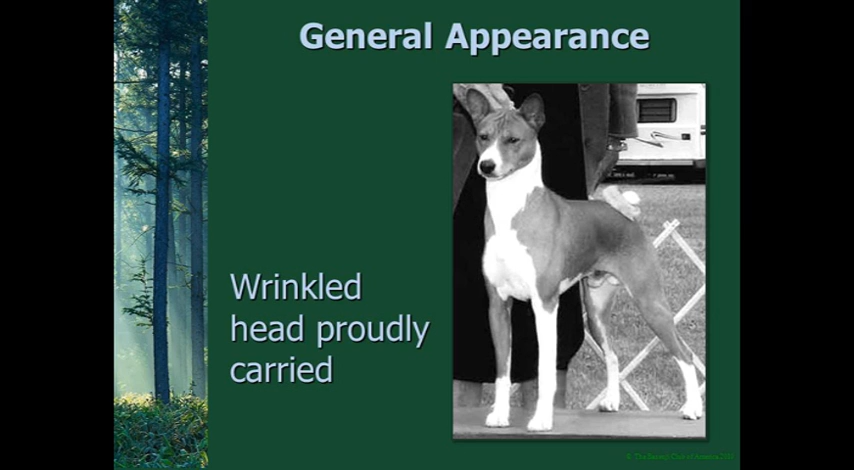 General Appearance
Wrinkled
head proudly
carried